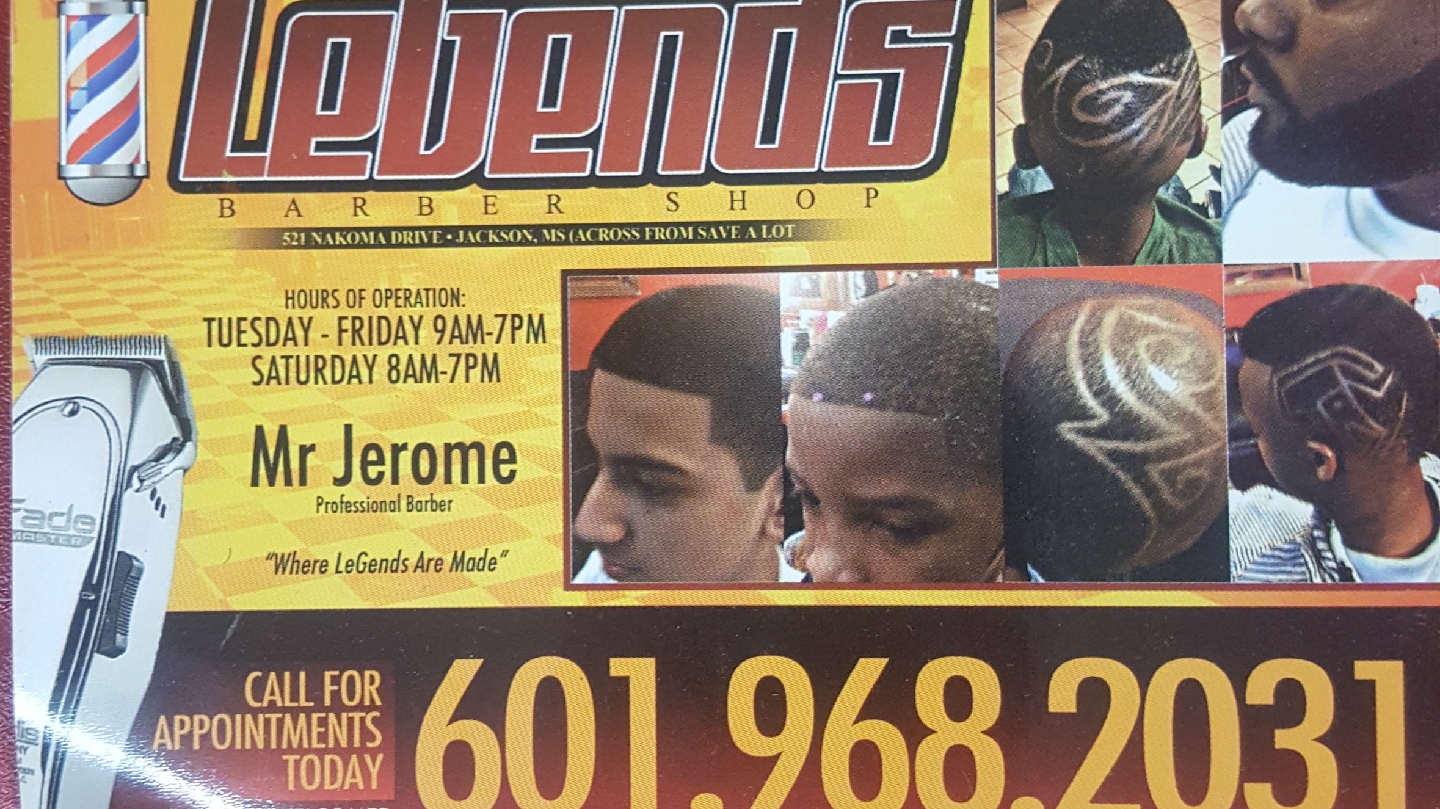 LeGends
BARBER SHOP
521 NAKOMA DRIVE • JACKSON, MS (ACROSS FROM SAVE A LOT
HOURS OF OPERATION:
TUESDAY - FRIDAY 9AM-7PM
SATURDAY 8AM-7PM
Mr Jerome
Professional Barber
"Where LeGends Are Made"
Fade
MASTER
CALL FOR
APPOINTMENTS
TODAY
601.968.2031